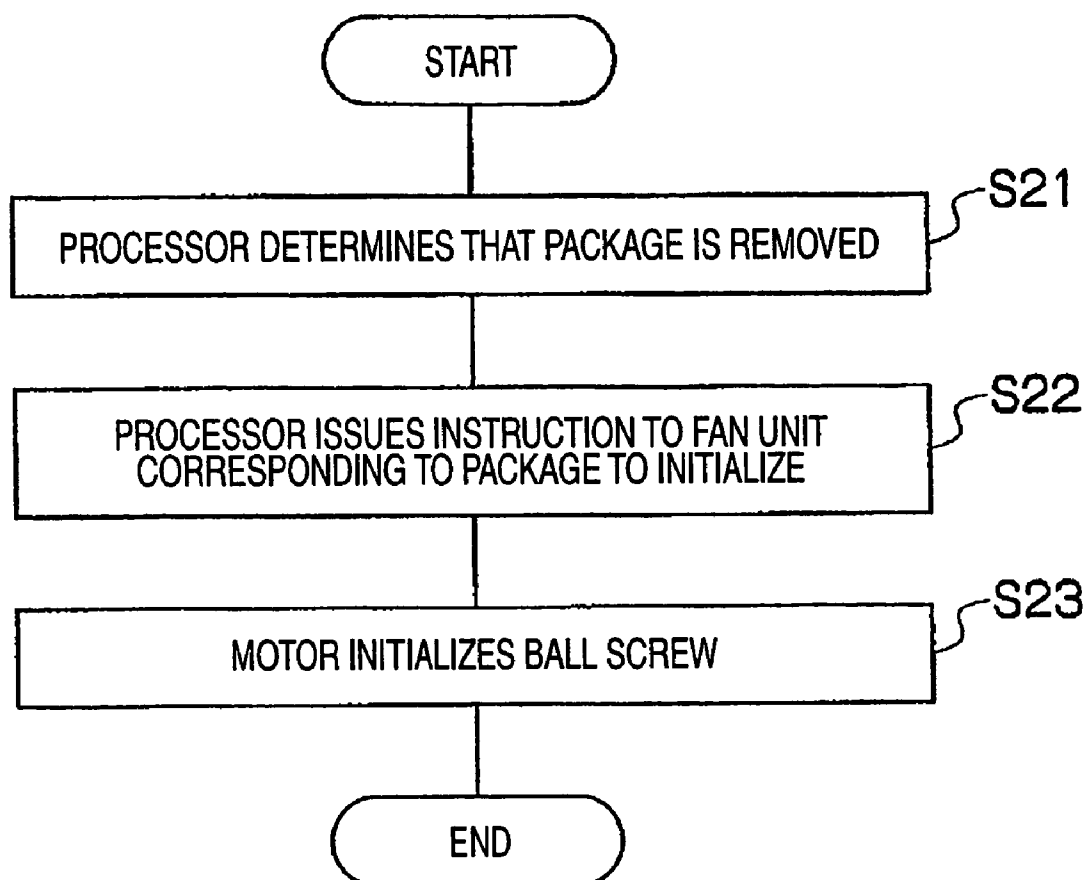 START
S21
PROCESSOR DETERMINES THAT PACKAGE IS REMOVED
S22
PROCESSOR ISSUES INSTRUCTION TO FAN UNIT
CORRESPONDING TO PACKAGE TO INITIALIZE
S23
MOTOR INITIALIZES BALL SCREW
END